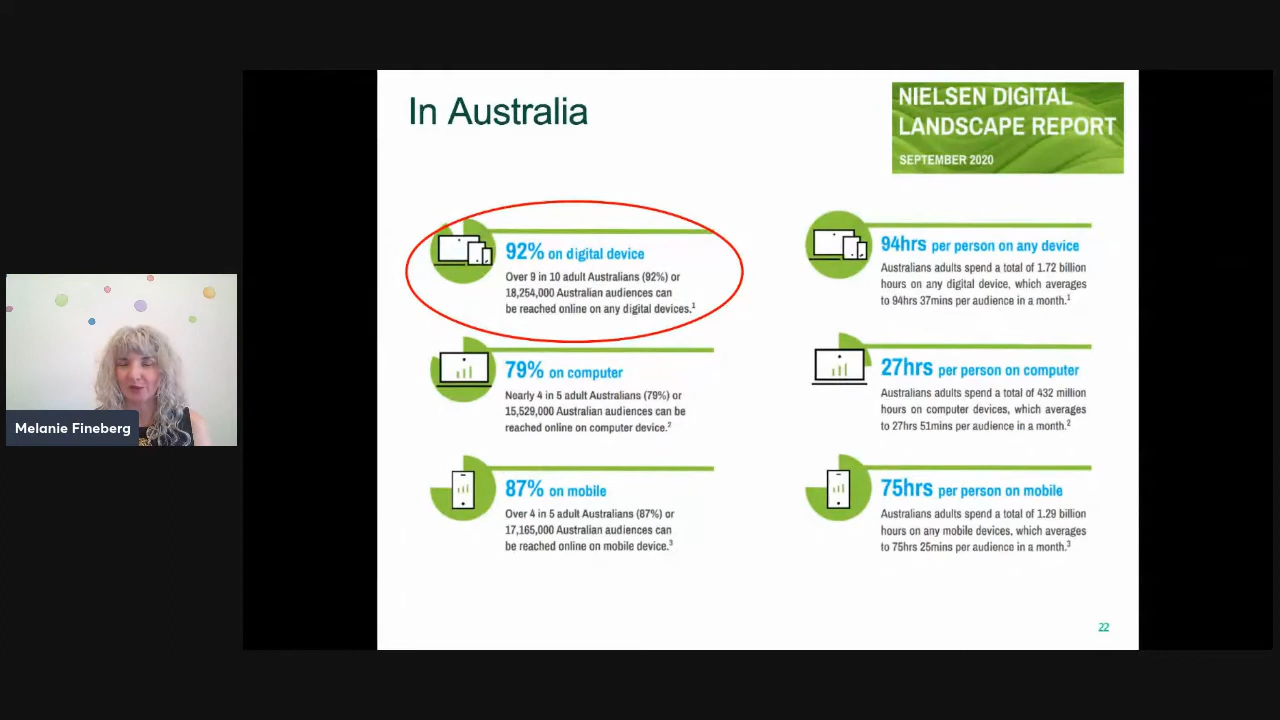 In Australia
NIELSEN DIGITAL
LANDSCAPE REPORT
SEPTEMBER 2020
92% on digital device
Over 9 in 10 adult Australians (92%) or
18,254,000 Australian audiences can
be reached online on any digital devices.1
79% on computer
Nearly 4 in 5 adult Australians (79%) or
15,529,000 Australian audiences can be
reached online on computer device.2
87% on mobile
Over 4 in 5 adult Australians (87%) or
17,165,000 Australian audiences can
be reached online on mobile device.3
94hrs per person on any device
Australians adults spend a total of 1.72 billion
hours on any digital device, which averages
to 94hrs 37mins per audience in a month.1
27hrs per person on computer
Australians adults spend a total of 432 million
hours on computer devices, which averages
to 27hrs 51mins per audience in a month.2
75hrs per person on mobile
Australians adults spend a total of 1.29 billion
hours on any mobile devices, which averages
to 75hrs 25mins per audience in a month.3
22
Melanie Fineberg